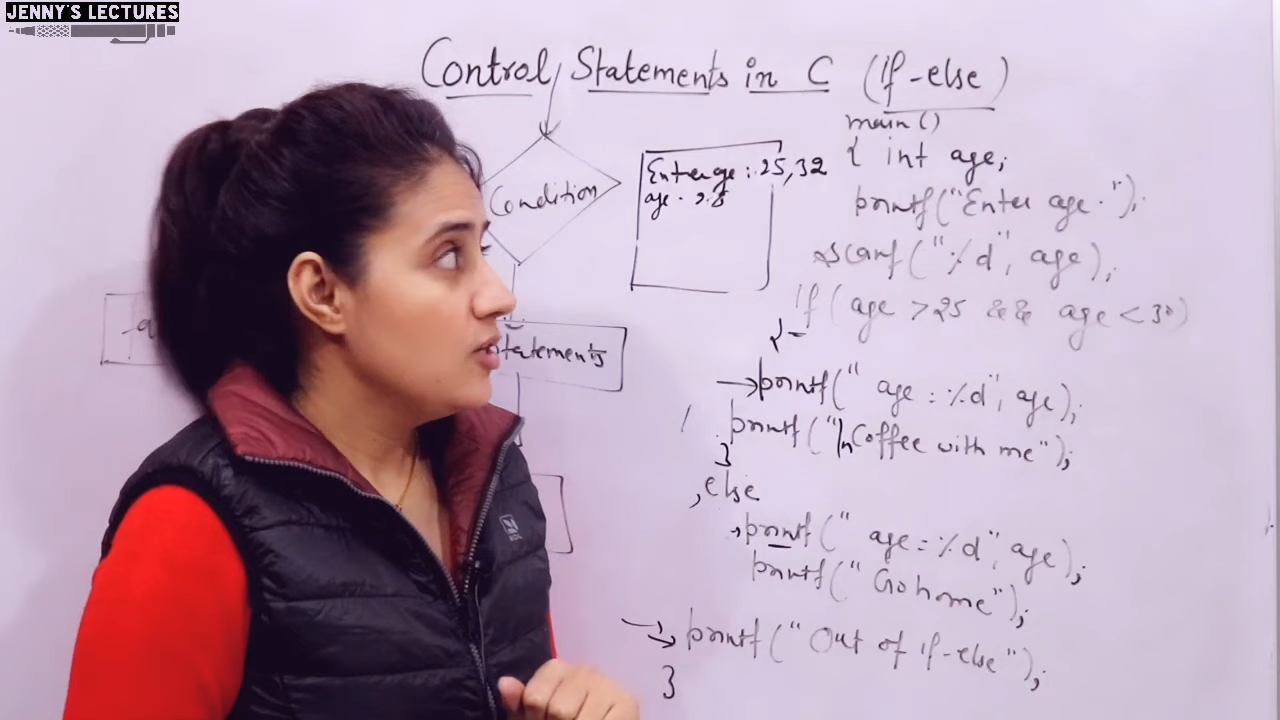 JENNY'S LECTURES
Control Statements in C (if-else)
Condition
Statements
Enter age : 25, 32
age .
main()
{ int age;
printf("Enter age.");
scanf("%d", age);
if( age >25 && age < 30)
{
printf(" age : %d", age);
printf("\nCoffee with me");
}
else
printf(" age = %d", age);
printf(" Go home");
printf(" Out of if-else");
}